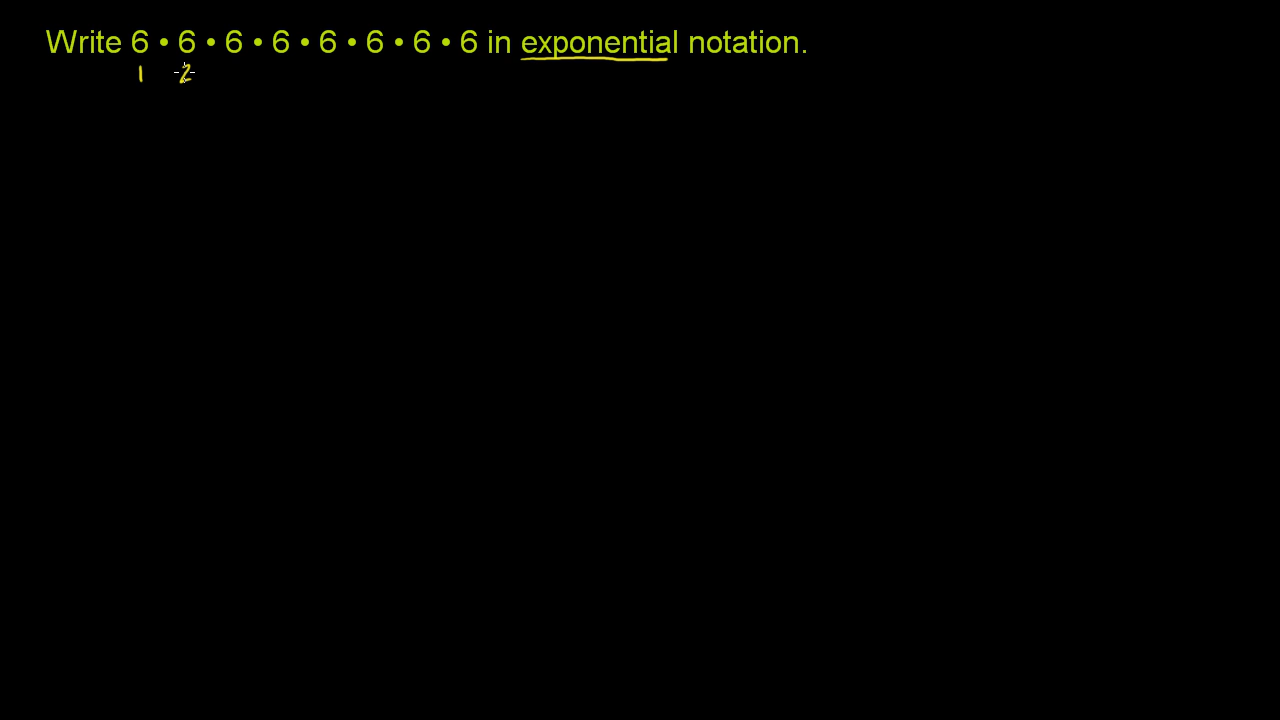 Write 6 • 6 • 6 • 6 • 6 • 6 • 6 • 6 in exponential notation.
1 2